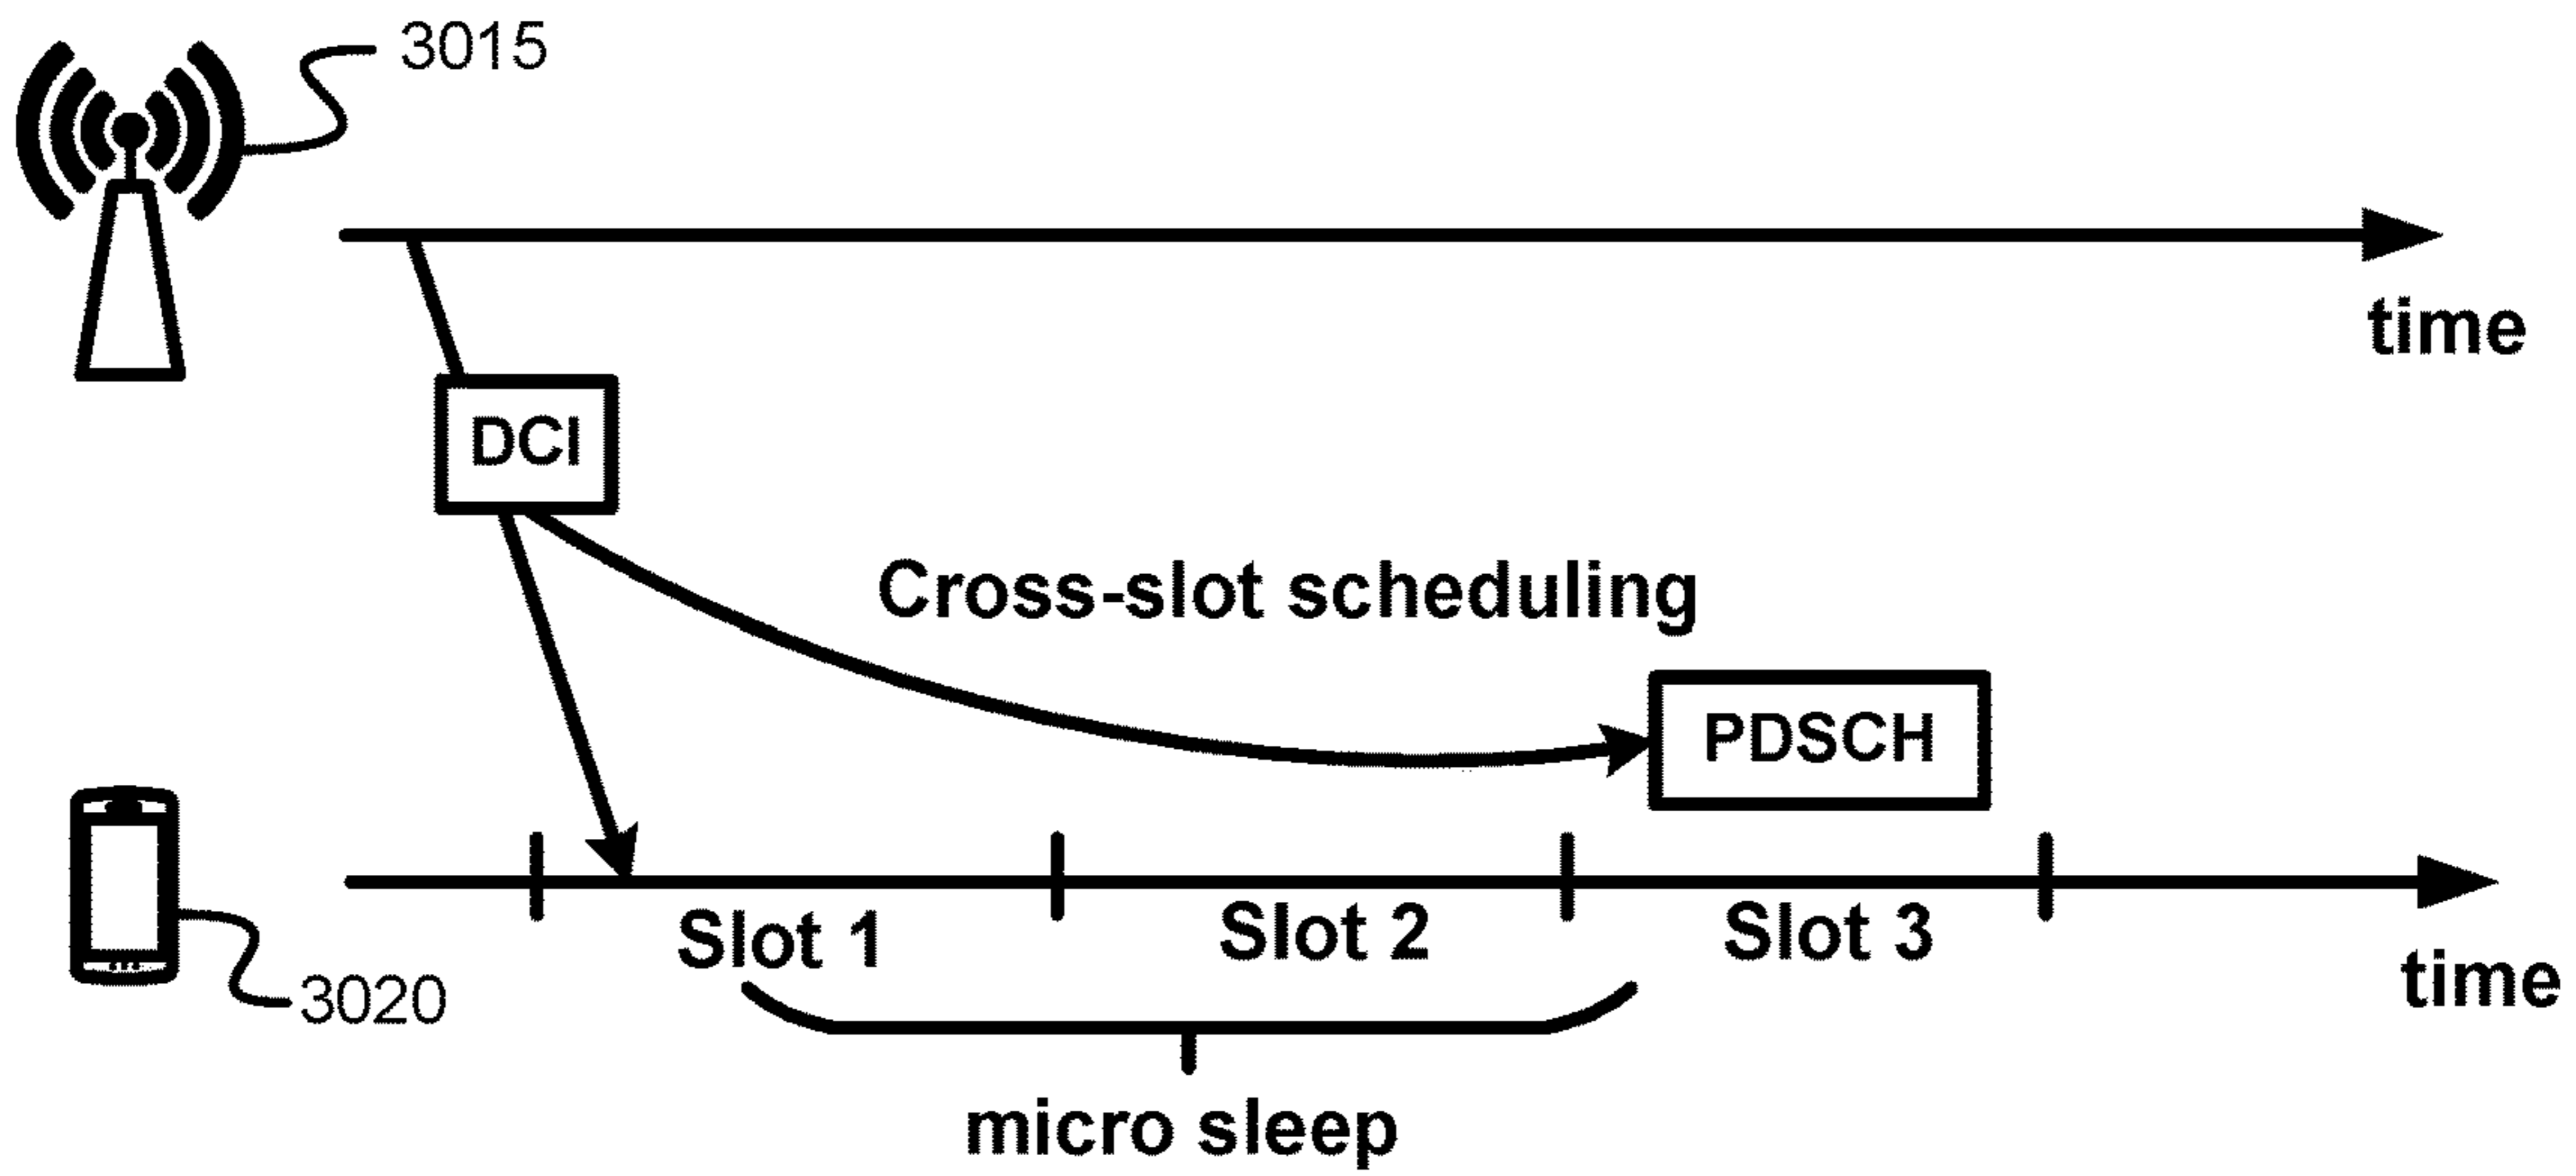 3015
time
DCI
Cross-slot scheduling
PDSCH
Slot 1
Slot 2
Slot 3
time
3020
micro sleep